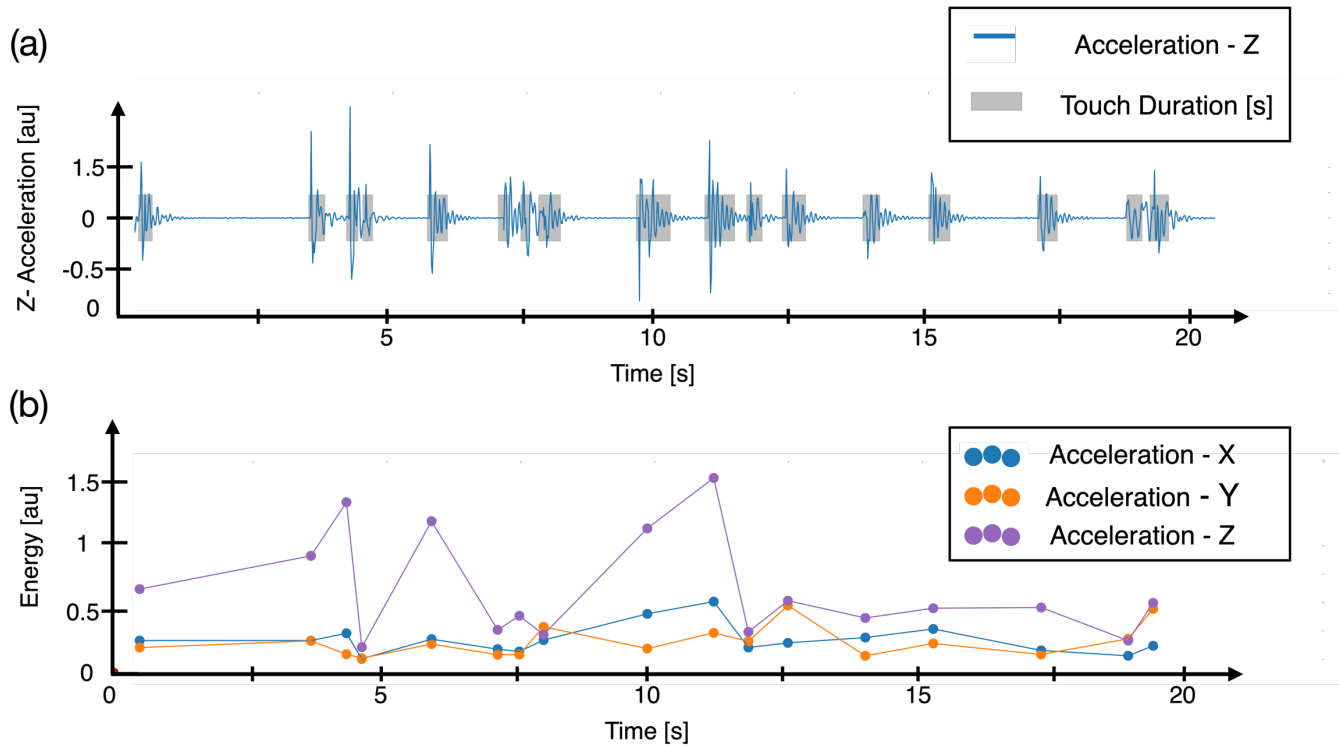 (a)
Acceleration - Z
Touch Duration [s]
Z- Acceleration [au]
1.5
0
-0.5
0
5
10
15
20
Time [s]
(b)
Acceleration - X
Acceleration - Y
Acceleration - Z
Energy [au]
1.5
1
0.5
0
0
5
10
15
20
Time [s]